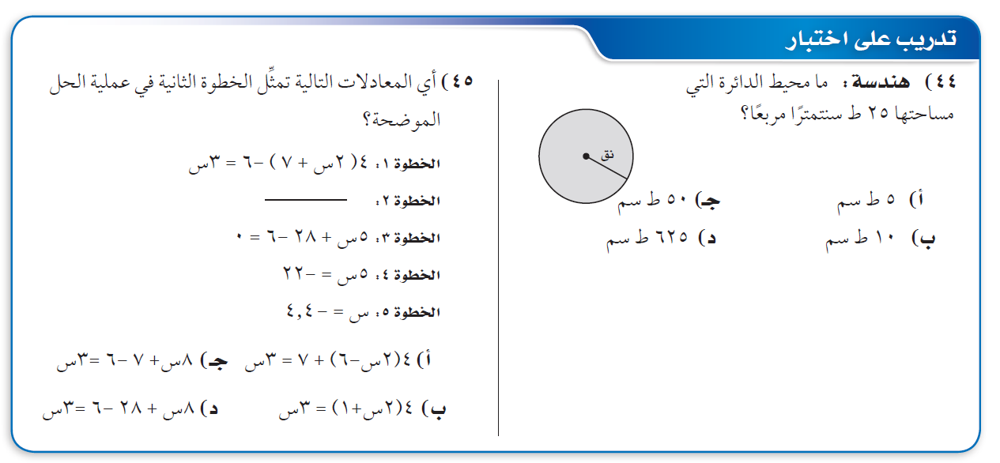 تدريب على اختبار
٤٤) هندسة: ما محيط الدائرة التي
مساحتها ٢٥ ط سنتمترًا مربعًا؟
نق
أ) ٥ ط سم
جـ) ٥٠ ط سم
ب) ١٠ ط سم
د) ٦٢٥ ط سم
٤٥) أي المعادلات التالية تمثِّل الخطوة الثانية في عملية الحل
الموضحة؟
الخطوة ١: ٤(٢س + ٧) – ٦ = ٣س
الخطوة ٢:
الخطوة ٣: ٥س + ٢٨ – ٦ = ٠
الخطوة ٤: ٥س = –٢٢
الخطوة ٥: س = –٤,٤
أ) ٤(٢س–٦) + ٧ = ٣س
جـ) ٨س + ٧ – ٦ = ٣س
ب) ٤(٢س+١) = ٣س
د) ٨س + ٢٨ – ٦ = ٣س